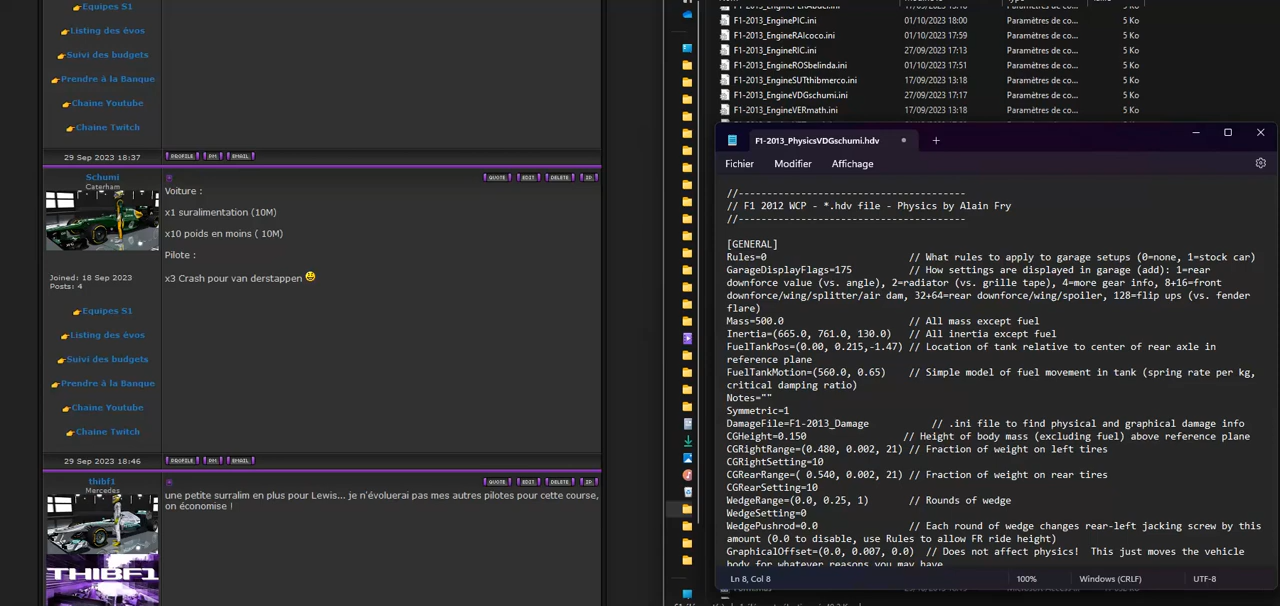 Equipes S1
Listing des évos
Suivi des budgets
Prendre à la Banque
Chaine Youtube
Chaine Twitch
29 Sep 2023 18:37
PROFILE PM EMAIL
Schumi
Caterham
Joined: 18 Sep 2023
Posts: 4
QUOTE EDIT DELETE IP
Voiture :
x1 suralimentation (10M)
x10 poids en moins ( 10M)
Pilote :
x3 Crash pour van derstappen
Equipes S1
Listing des évos
Suivi des budgets
Prendre à la Banque
Chaine Youtube
Chaine Twitch
29 Sep 2023 18:46
PROFILE PM EMAIL
thibf1
Mercedes
THIBF1
QUOTE EDIT DELETE IP
une petite surralim en plus pour Lewis... je n'évoluerai pas mes autres pilotes pour cette course,
on économise !
F1-2013_EnginePIC.ini 01/10/2023 18:00 Paramètres de co... 5 Ko
F1-2013_EngineRAIcoco.ini 01/10/2023 17:59 Paramètres de co... 5 Ko
F1-2013_EngineRIC.ini 27/09/2023 17:13 Paramètres de co... 5 Ko
F1-2013_EngineROSbelinda.ini 01/10/2023 17:51 Paramètres de co... 5 Ko
F1-2013_EngineSUTthibmerco.ini 17/09/2023 13:18 Paramètres de co... 5 Ko
F1-2013_EngineVDGschumi.ini 27/09/2023 17:17 Paramètres de co... 5 Ko
F1-2013_EngineVERmath.ini 17/09/2023 13:18 Paramètres de co... 5 Ko
F1-2013_PhysicsVDGschumi.hdv
Fichier Modifier Affichage
//-------------------------------------
// F1 2012 WCP - *.hdv file - Physics by Alain Fry
//-------------------------------------
[GENERAL]
Rules=0 // What rules to apply to garage setups (0=none, 1=stock car)
GarageDisplayFlags=175 // How settings are displayed in garage (add): 1=rear
downforce value (vs. angle), 2=radiator (vs. grille tape), 4=more gear info, 8+16=front
downforce/wing/splitter/air dam, 32+64=rear downforce/wing/spoiler, 128=flip ups (vs. fender
flare)
Mass=500.0 // All mass except fuel
Inertia=(665.0, 761.0, 130.0) // All inertia except fuel
FuelTankPos=(0.00, 0.215,-1.47) // Location of tank relative to center of rear axle in
reference plane
FuelTankMotion=(560.0, 0.65) // Simple model of fuel movement in tank (spring rate per kg,
critical damping ratio)
Notes=""
Symmetric=1
DamageFile=F1-2013_Damage // .ini file to find physical and graphical damage info
CGHeight=0.150 // Height of body mass (excluding fuel) above reference plane
CGRightRange=(0.480, 0.002, 21) // Fraction of weight on left tires
CGRightSetting=10
CGRearRange=( 0.540, 0.002, 21) // Fraction of weight on rear tires
CGRearSetting=10
WedgeRange=(0.0, 0.25, 1) // Rounds of wedge
WedgeSetting=0
WedgePushrod=0.0 // Each round of wedge changes rear-left jacking screw by this
amount (0.0 to disable, use Rules to allow FR ride height)
GraphicalOffset=(0.0, 0.007, 0.0) // Does not affect physics! This just moves the vehicle
body for whatever reasons you may have
Ln 8, Col 8 100% Windows (CRLF) UTF-8